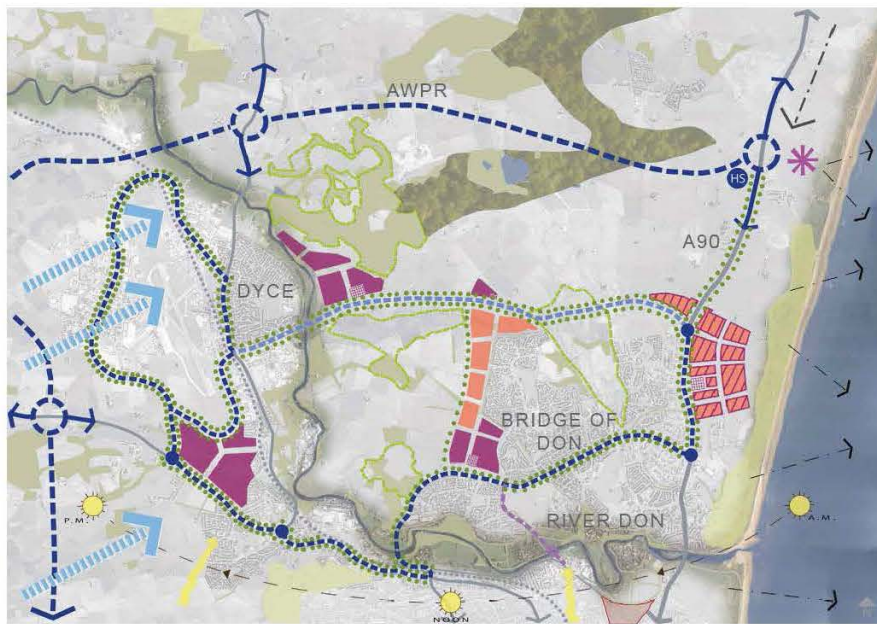 AWPR
HS
A90
DYCE
BRIDGE OF
DON
P.M.
RIVER DON
A.M.
NOON